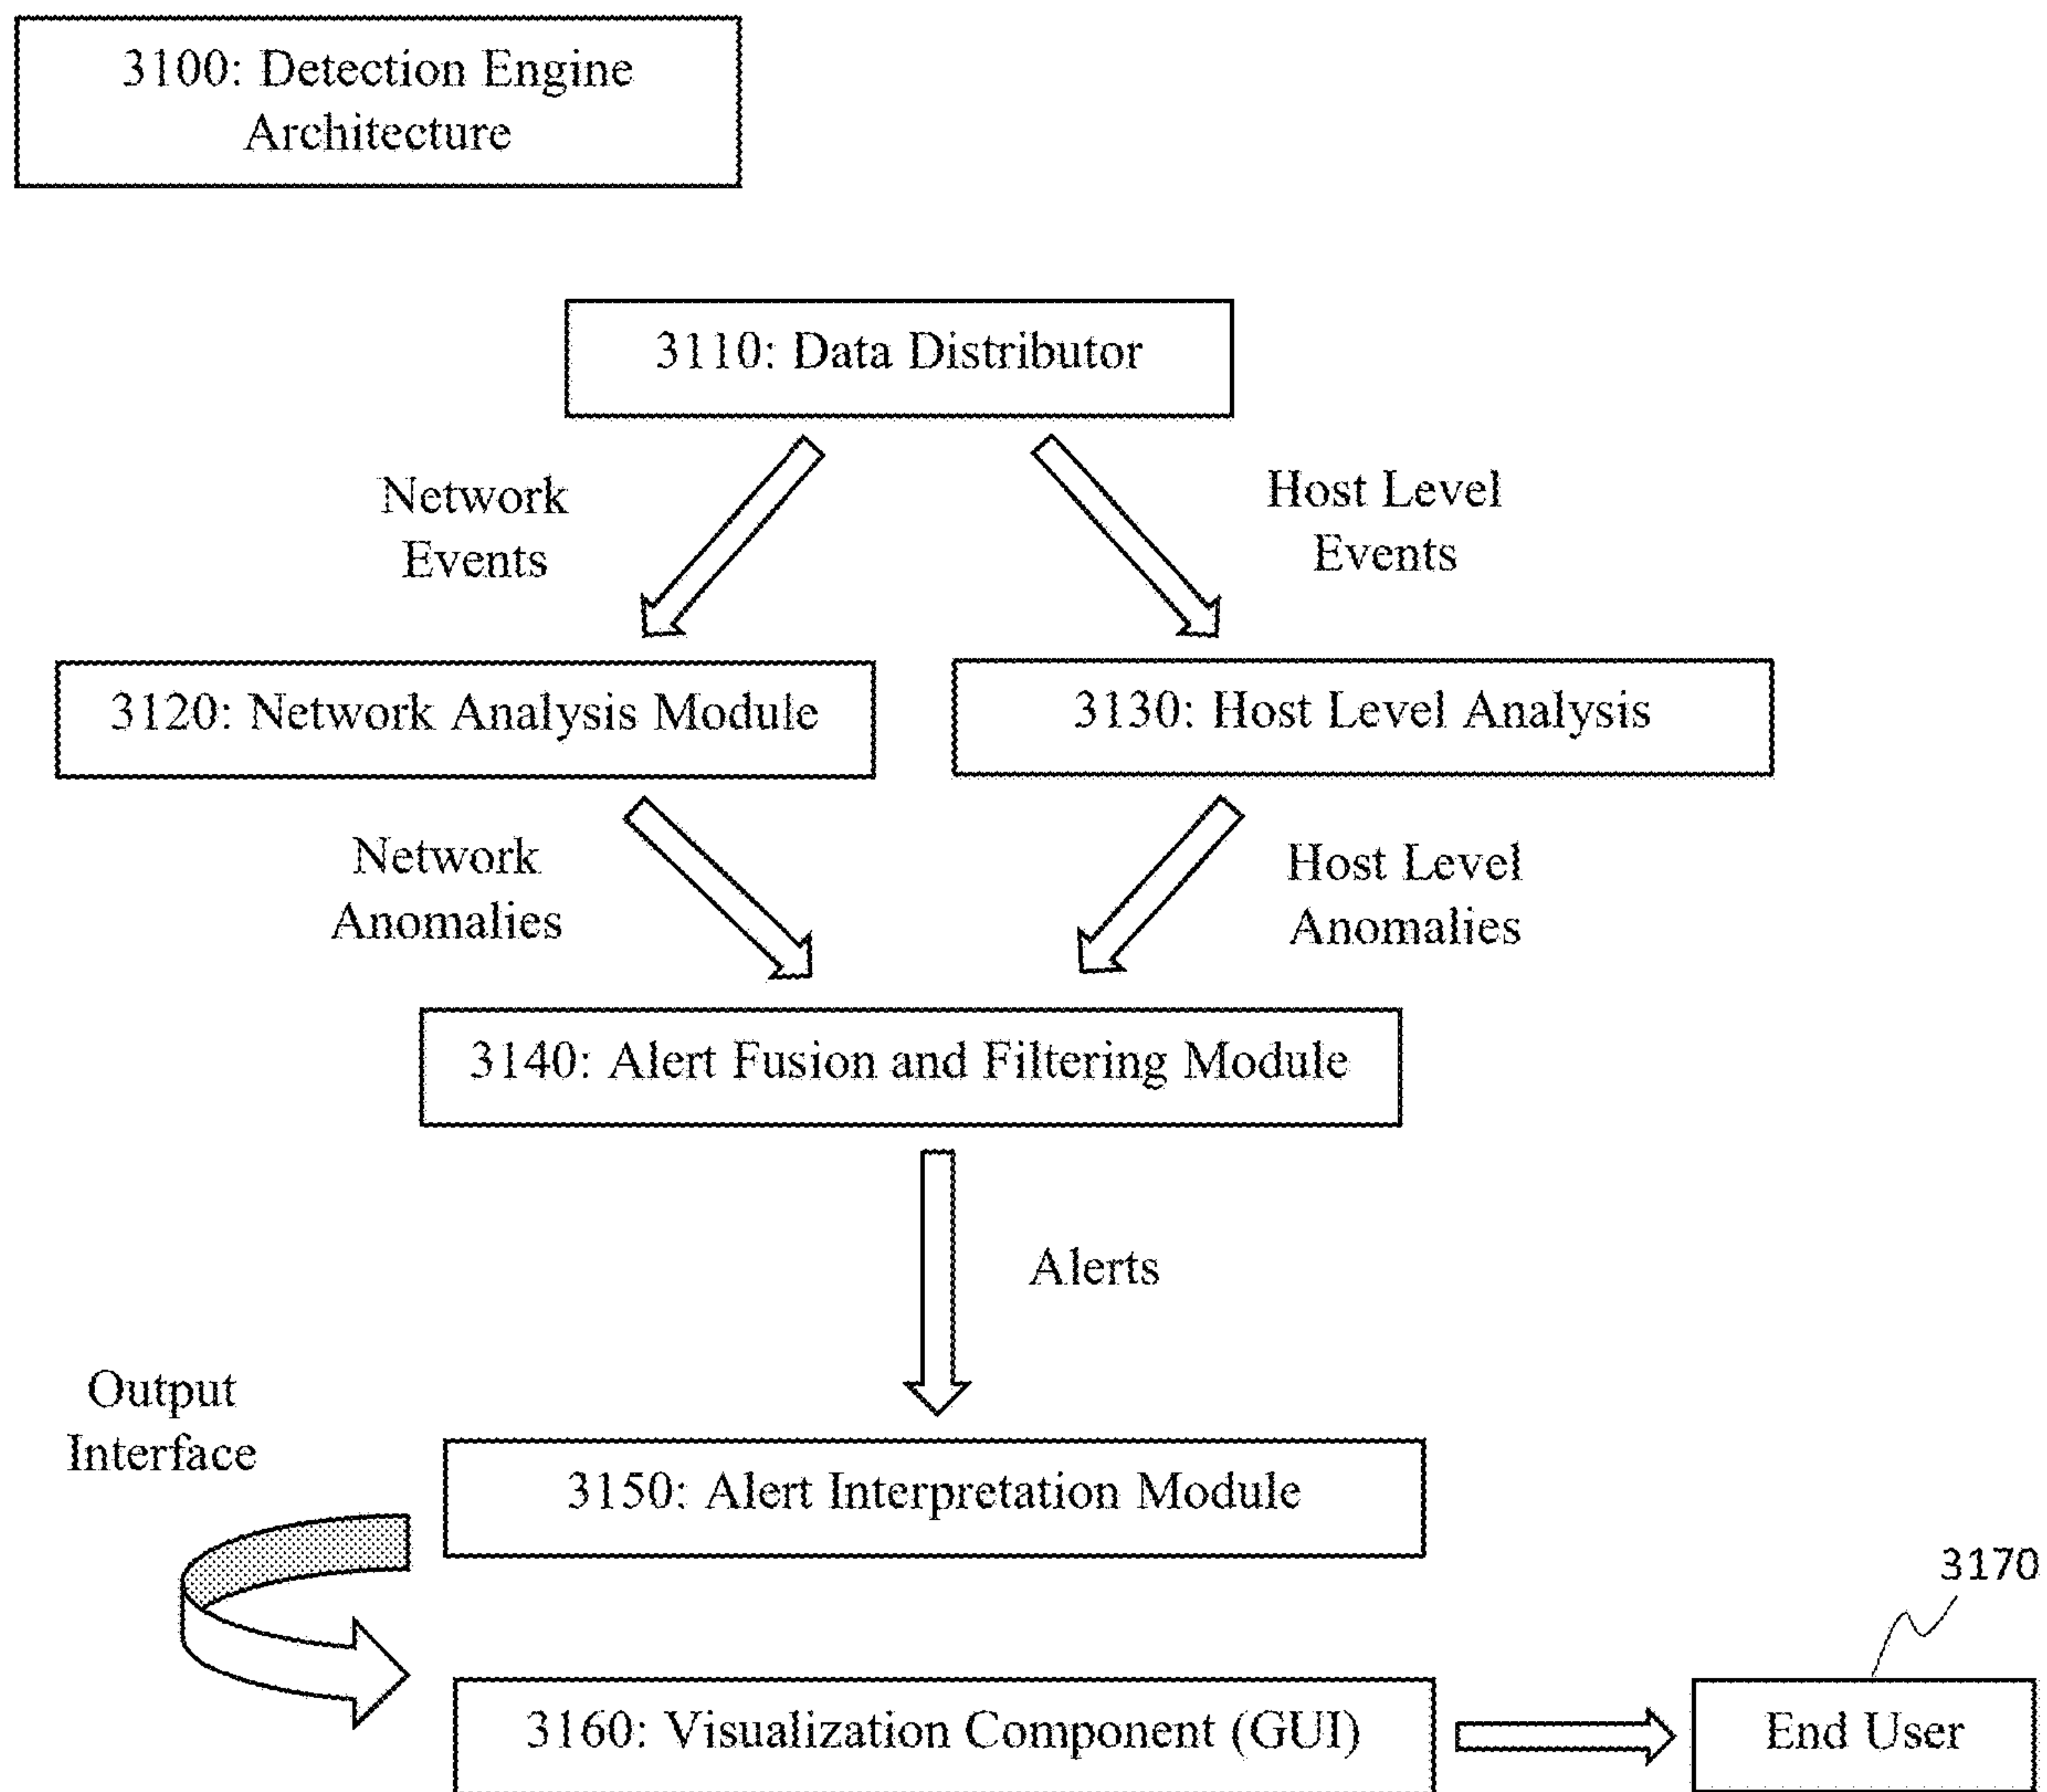 3100: Detection Engine
Architecture
3110: Data Distributor
Network
Events
Host Level
Events
3120: Network Analysis Module
3130: Host Level Analysis
Network
Anomalies
Host Level
Anomalies
3140: Alert Fusion and Filtering Module
Alerts
Output
Interface
3150: Alert Interpretation Module
3170
3160: Visualization Component (GUI)
End User